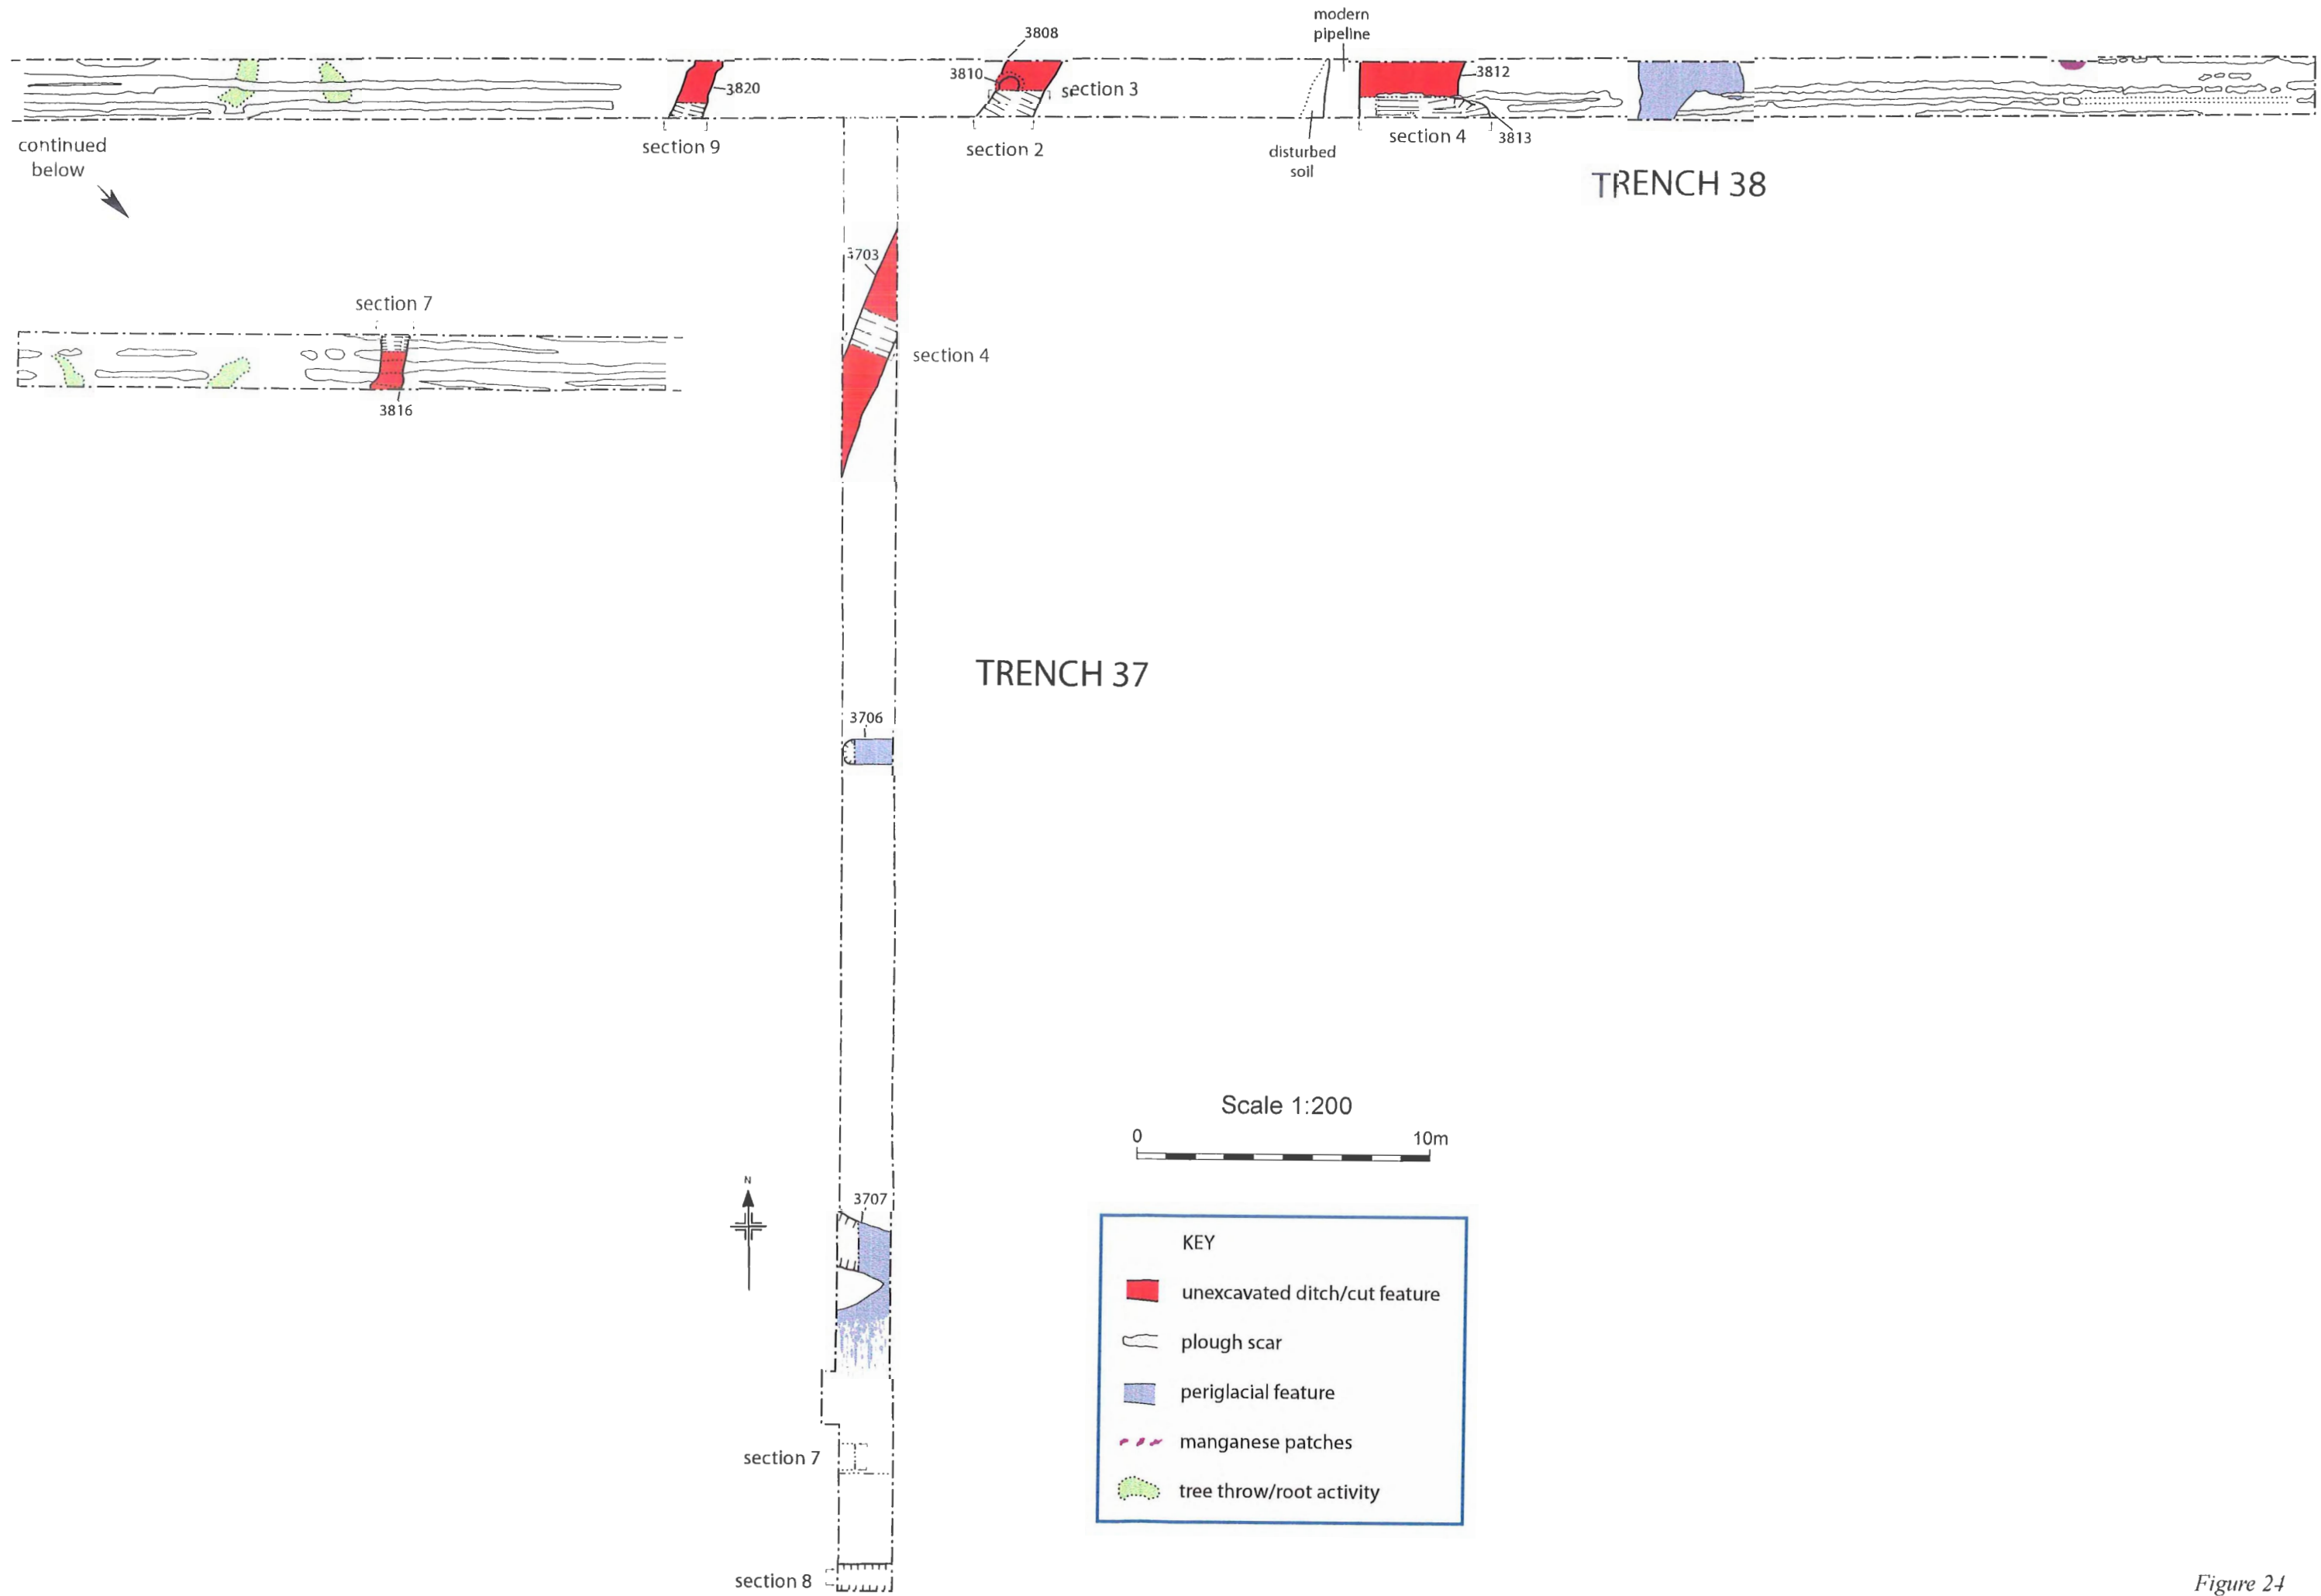 modern
pipeline
3808
3810
section 3
3812
3820
section 9
section 2
disturbed
soil
section 4
3813
continued
below
TRENCH 38
3703
section 7
section 4
3816
TRENCH 37
3706
Scale 1:200
0 10m
N
3707
KEY
unexcavated ditch/cut feature
plough scar
periglacial feature
manganese patches
tree throw/root activity
section 7
section 8
Figure 24